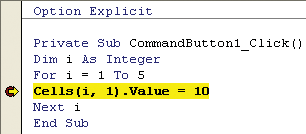 Option Explicit
Private Sub CommandButton1_Click()
Dim i As Integer
For i = 1 To 5
Cells(i, 1).Value = 10
Next i
End Sub